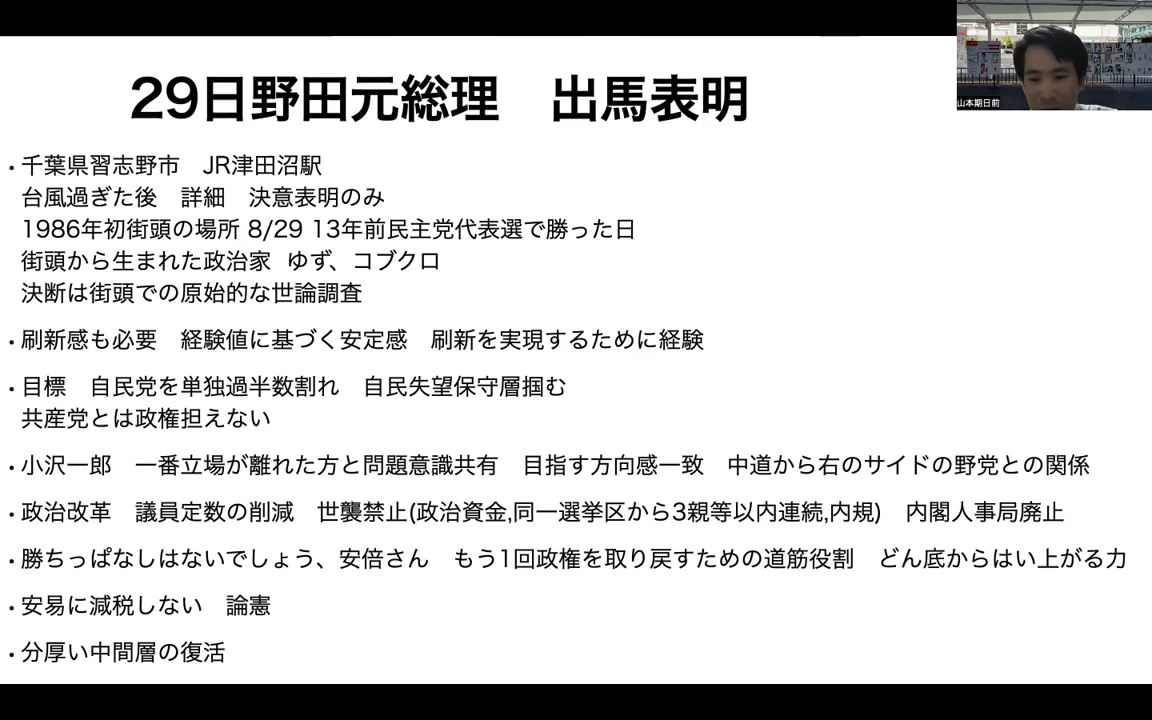 29日野田元総理　出馬表明
山本期日前
・千葉県習志野市　JR津田沼駅
台風過ぎた後　詳細　決意表明のみ
1986年初街頭の場所 8/29 13年前民主党代表選で勝った日
街頭から生まれた政治家  ゆず、コブクロ
決断は街頭での原始的な世論調査
・刷新感も必要　経験値に基づく安定感　刷新を実現するために経験
・目標　自民党を単独過半数割れ　自民失望保守層掴む
共産党とは政権担えない
・小沢一郎　一番立場が離れた方と問題意識共有　目指す方向感一致　中道から右のサイドの野党との関係
・政治改革　議員定数の削減　世襲禁止(政治資金,同一選挙区から3親等以内連続,内規)　内閣人事局廃止
・勝ちっぱなしはないでしょう、安倍さん　もう1回政権を取り戻すための道筋役割　どん底からはい上がる力
・安易に減税しない　論憲
・分厚い中間層の復活